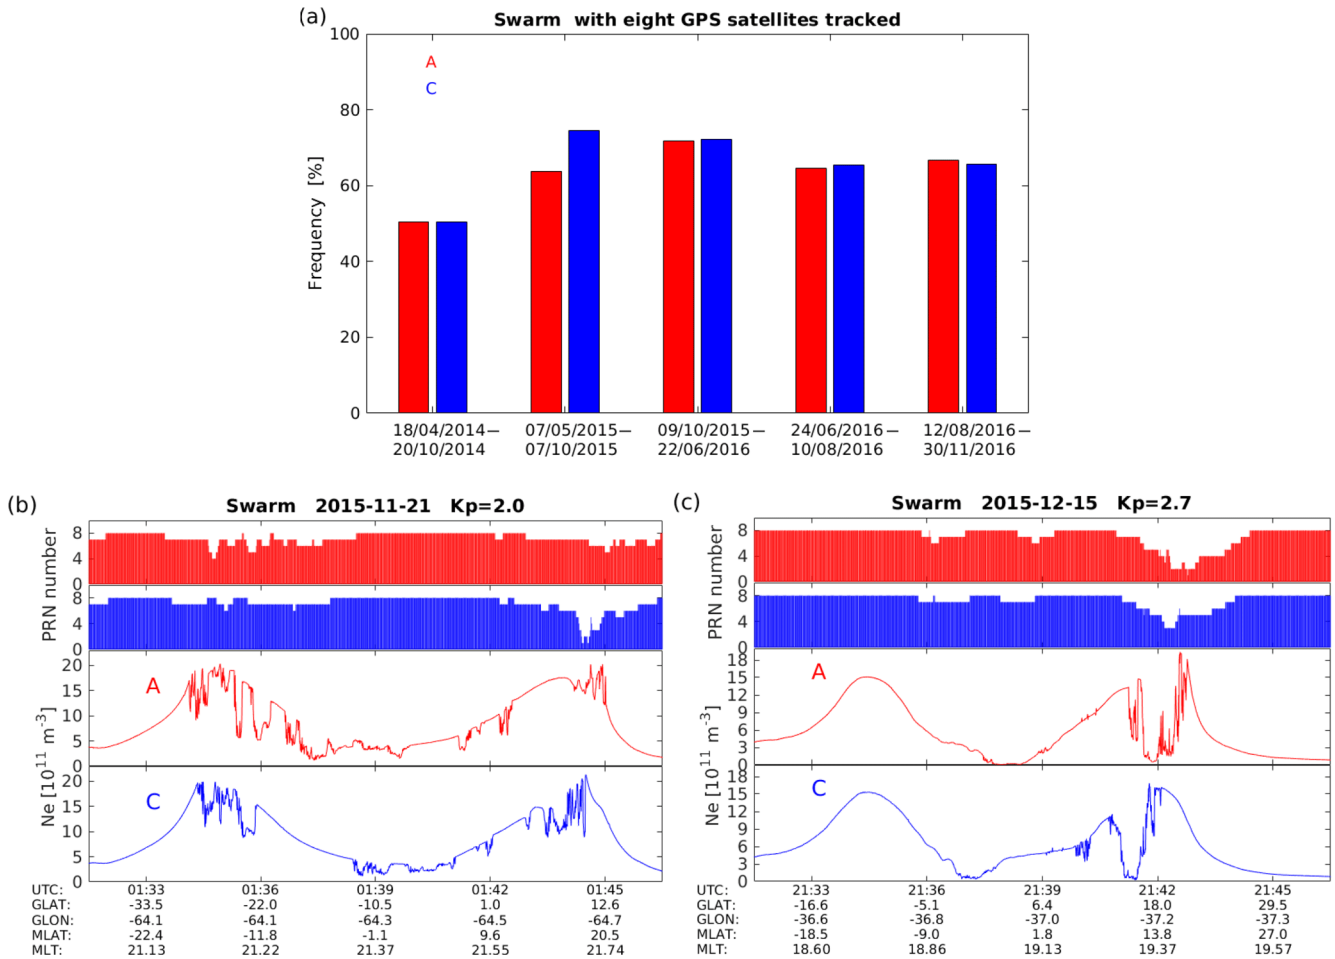 (a)
Swarm with eight GPS satellites tracked
100
80
60
40
20
0
Frequency [%]
A
C
18/04/2014—
20/10/2014
07/05/2015—
07/10/2015
09/10/2015—
22/06/2016
24/06/2016—
10/08/2016
12/08/2016—
30/11/2016
(b)
Swarm 2015-11-21 Kp=2.0
PRN number
8
4
0
PRN number
8
4
0
A
20
15
10
5
0
Ne [10^11 m^-3]
C
20
15
10
5
0
UTC: 01:33 01:36 01:39 01:42 01:45
GLAT: -33.5 -22.0 -10.5 1.0 12.6
GLON: -64.1 -64.1 -64.3 -64.5 -64.7
MLAT: -22.4 -11.8 -1.1 9.6 20.5
MLT: 21.13 21.22 21.37 21.55 21.74
(c)
Swarm 2015-12-15 Kp=2.7
PRN number
8
4
0
PRN number
8
4
0
A
18
15
12
9
6
3
0
Ne [10^11 m^-3]
C
18
15
12
9
6
3
0
UTC: 21:33 21:36 21:39 21:42 21:45
GLAT: -16.6 -5.1 6.4 18.0 29.5
GLON: -36.6 -36.8 -37.0 -37.2 -37.3
MLAT: -18.5 -9.0 1.8 13.8 27.0
MLT: 18.60 18.86 19.13 19.37 19.57